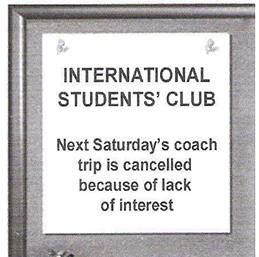 INTERNATIONAL
STUDENTS' CLUB
Next Saturday's coach
trip is cancelled
because of lack
of interest